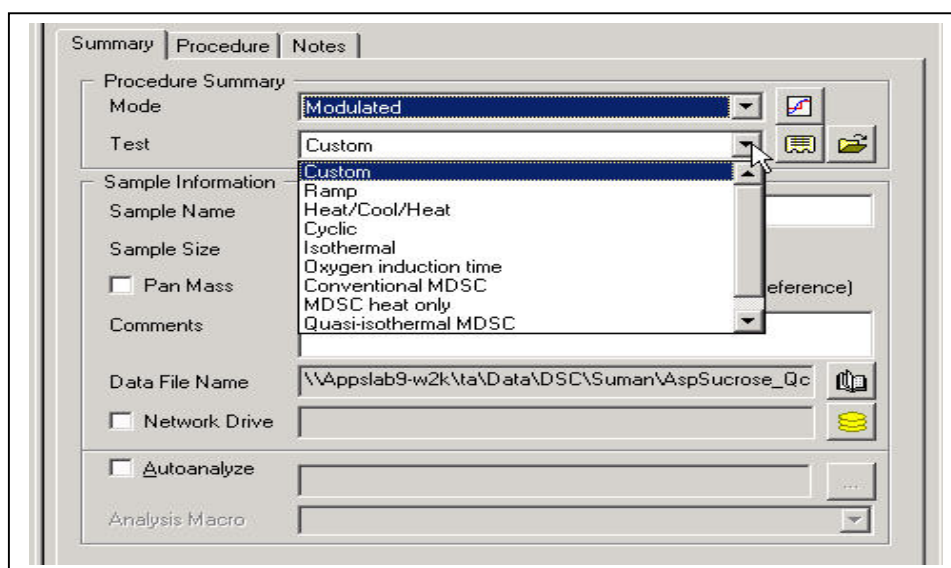 Summary Procedure Notes
Procedure Summary
Mode Modulated
Test Custom
Custom
Ramp
Heat/Cool/Heat
Cyclic
Isothermal
Oxygen induction time
Conventional MDSC
MDSC heat only
Quasi-isothermal MDSC
Sample Information
Sample Name
Sample Size
Pan Mass eference)
Comments
Data File Name \\Appslab9-w2k\ta\Data\DSC\Suman\AspSucrose_Qc
Network Drive
Autoanalyze ...
Analysis Macro